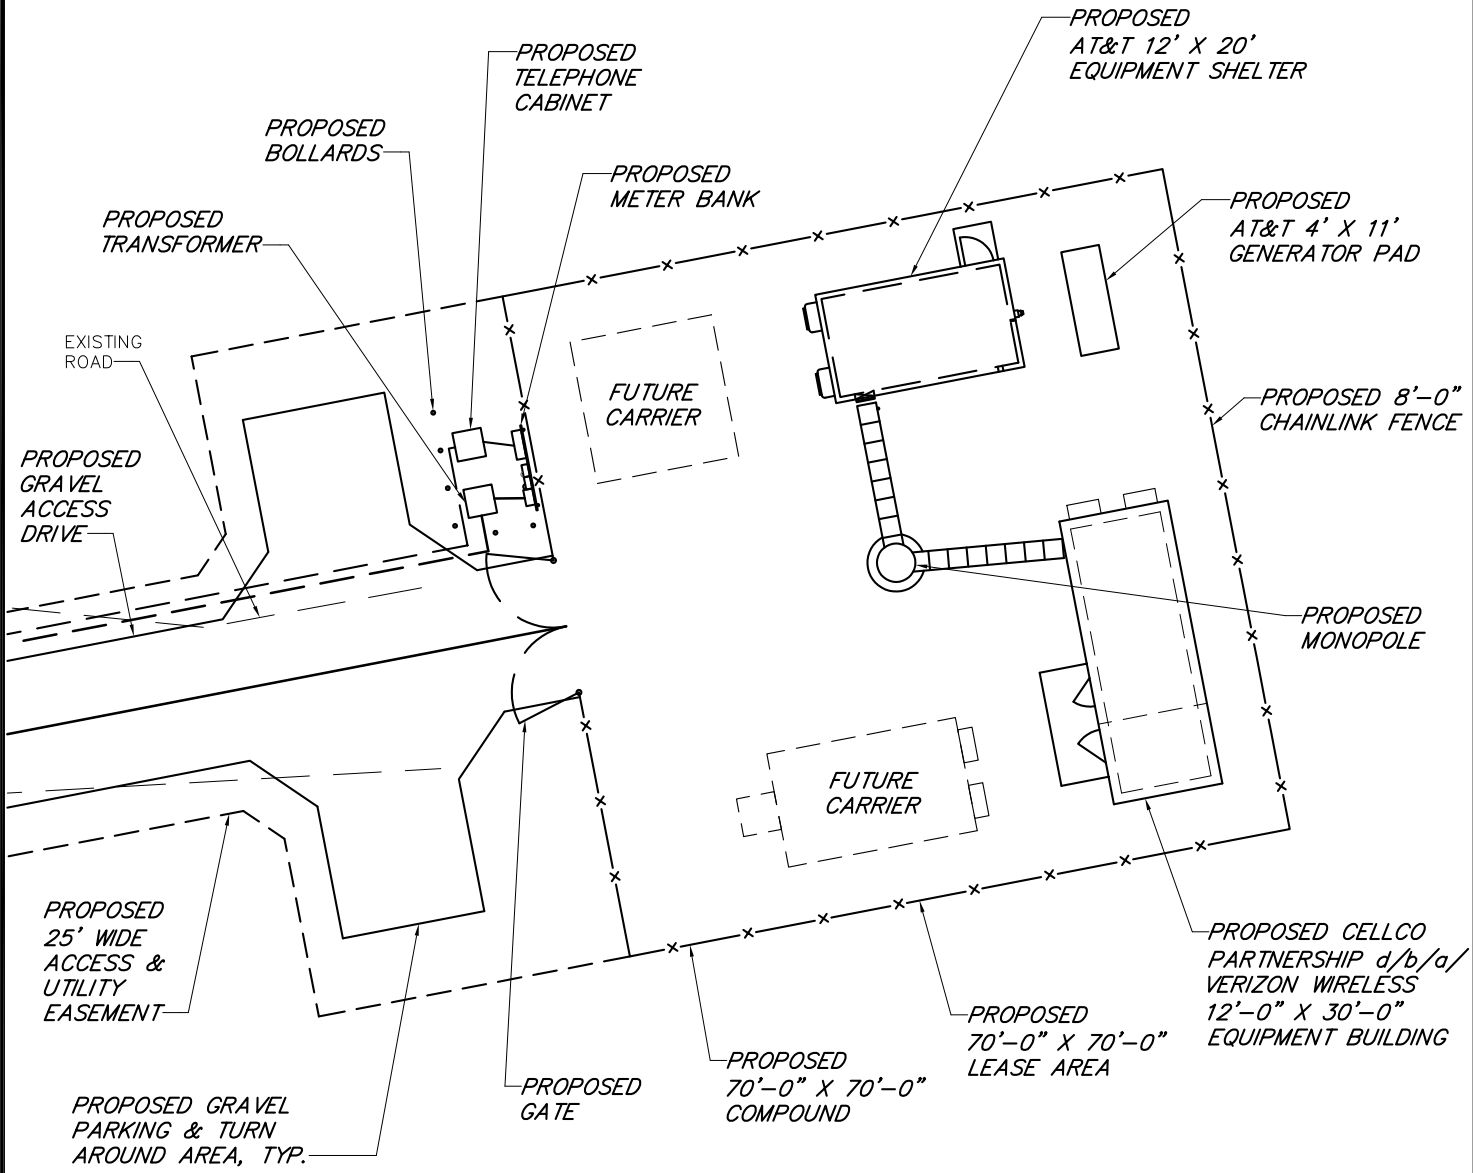 PROPOSED
AT&T 12' X 20'
EQUIPMENT SHELTER
PROPOSED
TELEPHONE
CABINET
PROPOSED
BOLLARDS
PROPOSED
METER BANK
PROPOSED
TRANSFORMER
PROPOSED
AT&T 4' X 11'
GENERATOR PAD
EXISTING
ROAD
FUTURE
CARRIER
PROPOSED 8'-0"
CHAINLINK FENCE
PROPOSED
GRAVEL
ACCESS
DRIVE
PROPOSED
MONOPOLE
FUTURE
CARRIER
PROPOSED
25' WIDE
ACCESS &
UTILITY
EASEMENT
PROPOSED CELLCO
PARTNERSHIP d/b/a/
VERIZON WIRELESS
12'-0" X 30'-0"
EQUIPMENT BUILDING
PROPOSED
70'-0" X 70'-0"
LEASE AREA
PROPOSED
70'-0" X 70'-0"
COMPOUND
PROPOSED
GATE
PROPOSED GRAVEL
PARKING & TURN
AROUND AREA, TYP.